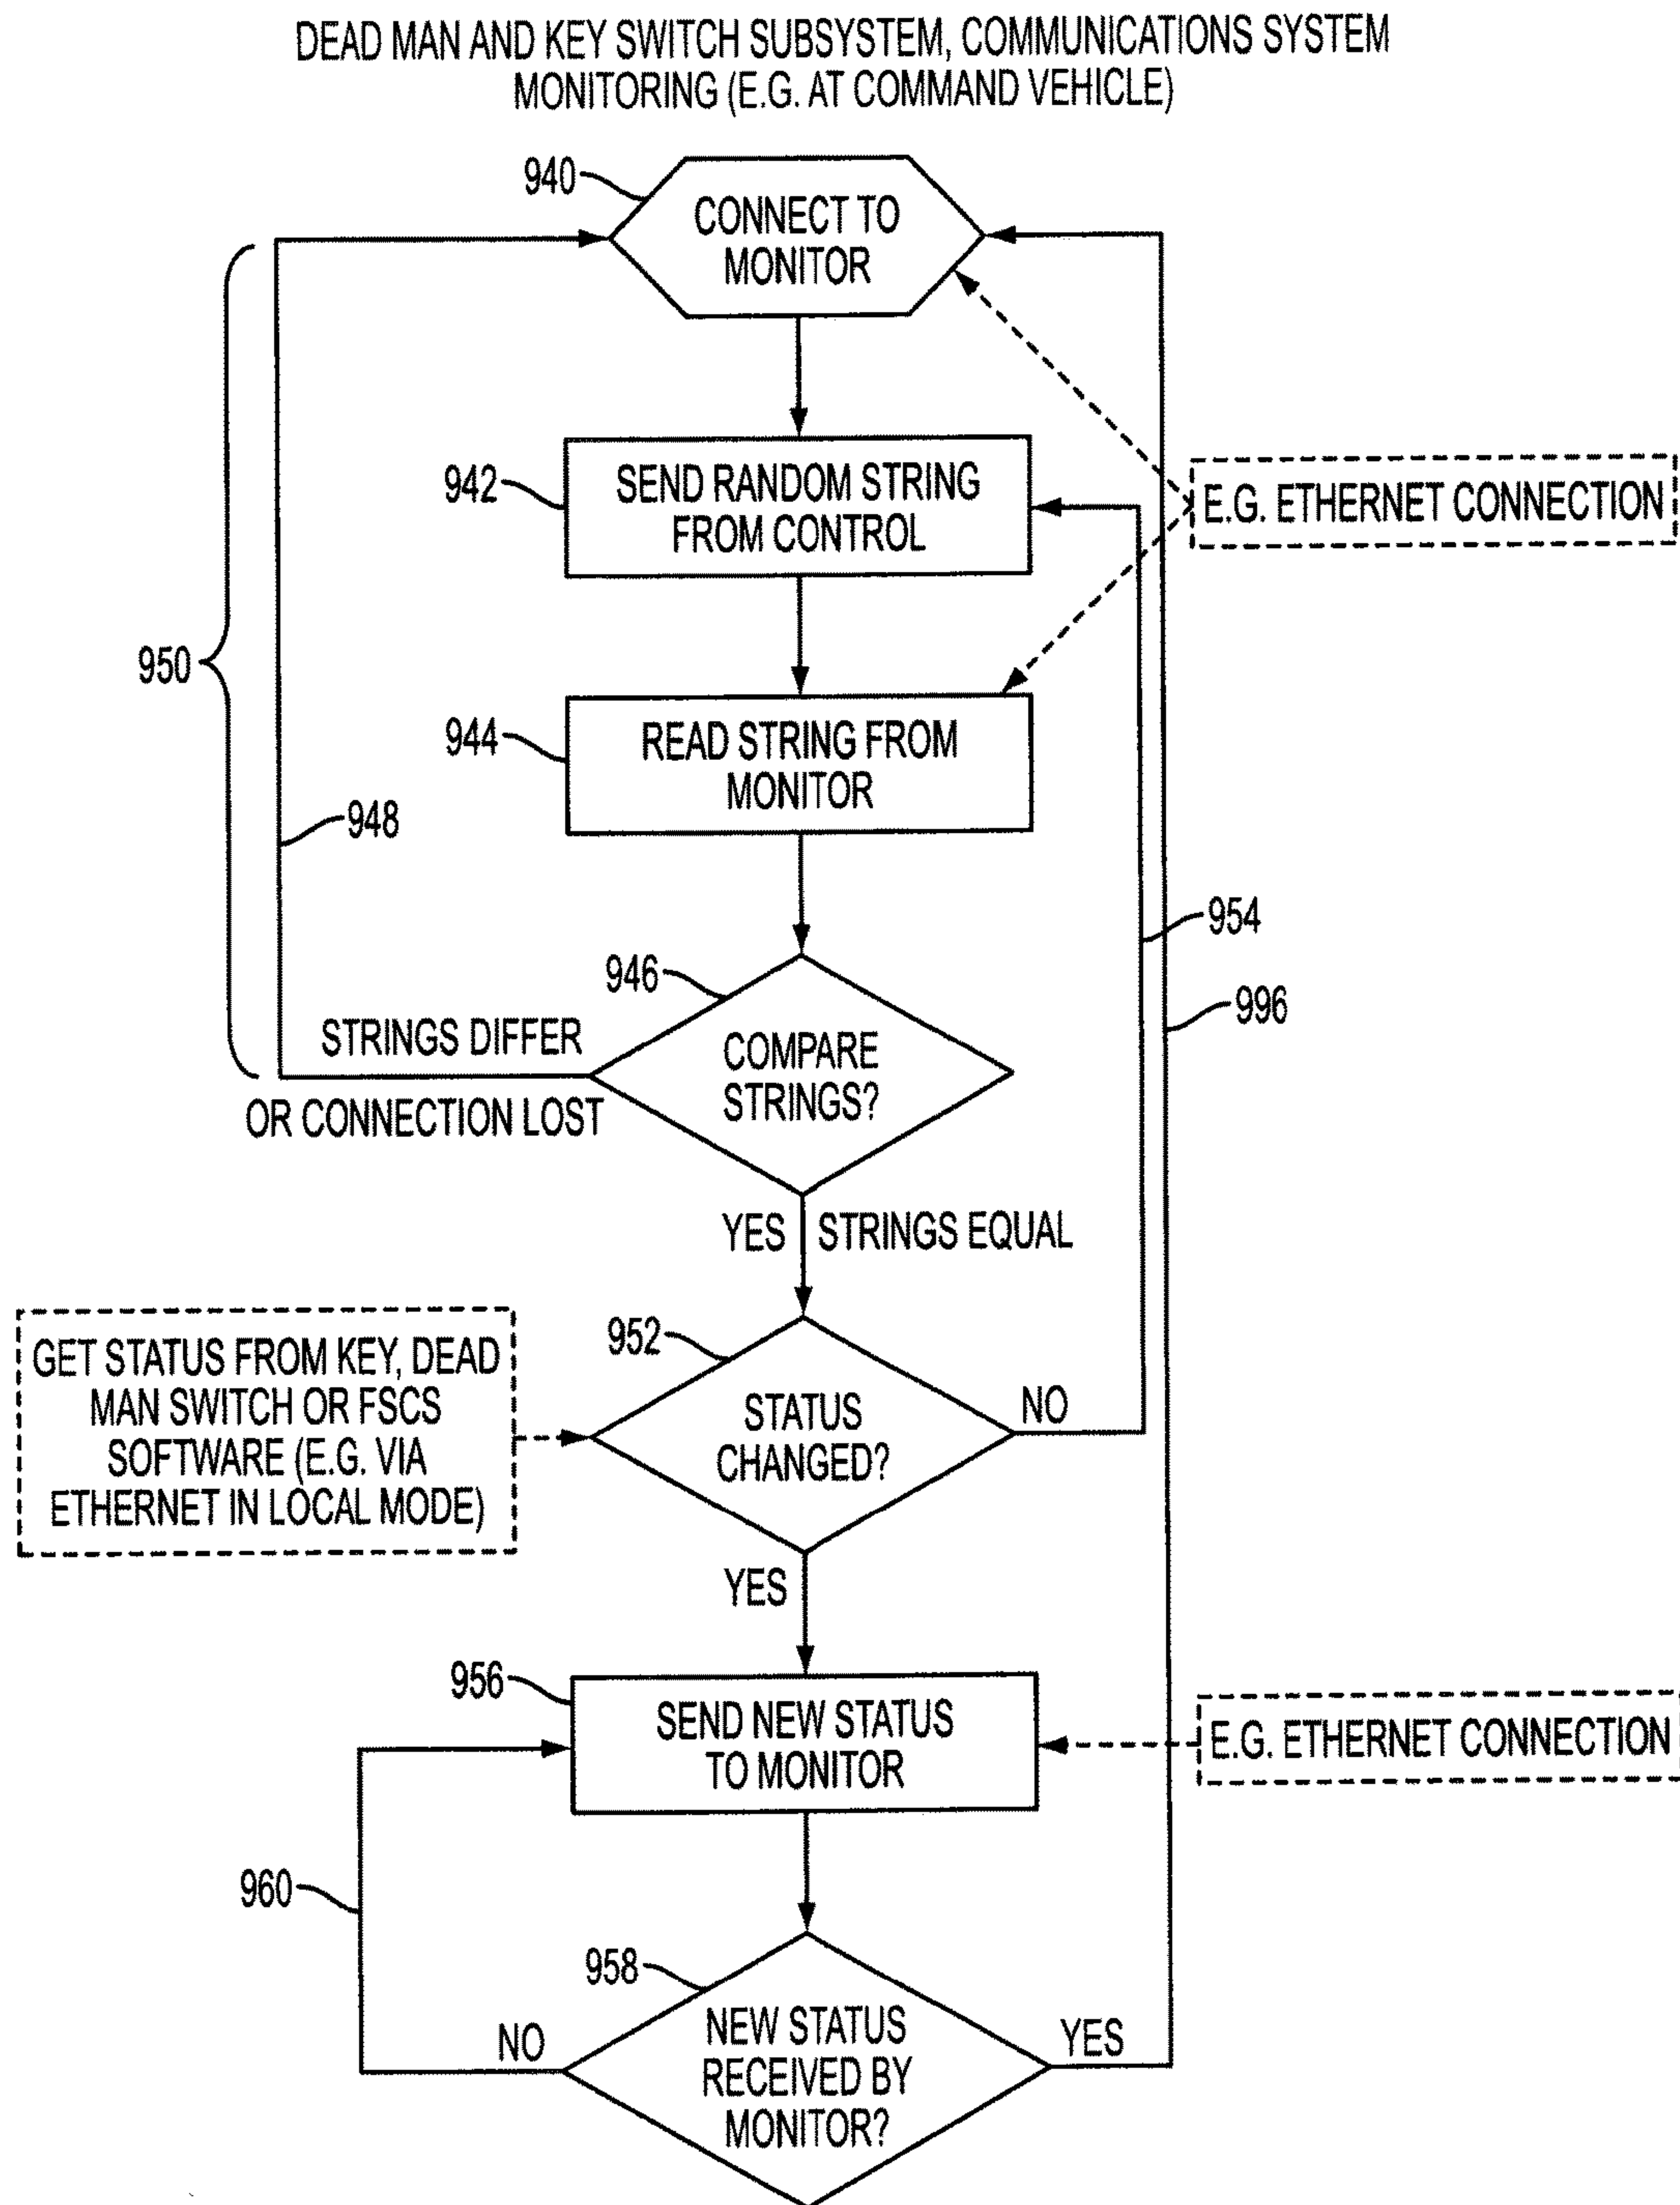 DEAD MAN AND KEY SWITCH SUBSYSTEM, COMMUNICATIONS SYSTEM
MONITORING (E.G. AT COMMAND VEHICLE)
940
CONNECT TO
MONITOR
942
SEND RANDOM STRING
FROM CONTROL
E.G. ETHERNET CONNECTION
950
944
READ STRING FROM
MONITOR
948
954
996
946
COMPARE
STRINGS?
STRINGS DIFFER
OR CONNECTION LOST
YES
STRINGS EQUAL
GET STATUS FROM KEY, DEAD
MAN SWITCH OR FSCS
SOFTWARE (E.G. VIA
ETHERNET IN LOCAL MODE)
952
STATUS
CHANGED?
NO
YES
956
SEND NEW STATUS
TO MONITOR
E.G. ETHERNET CONNECTION
960
958
NEW STATUS
RECEIVED BY
MONITOR?
NO
YES